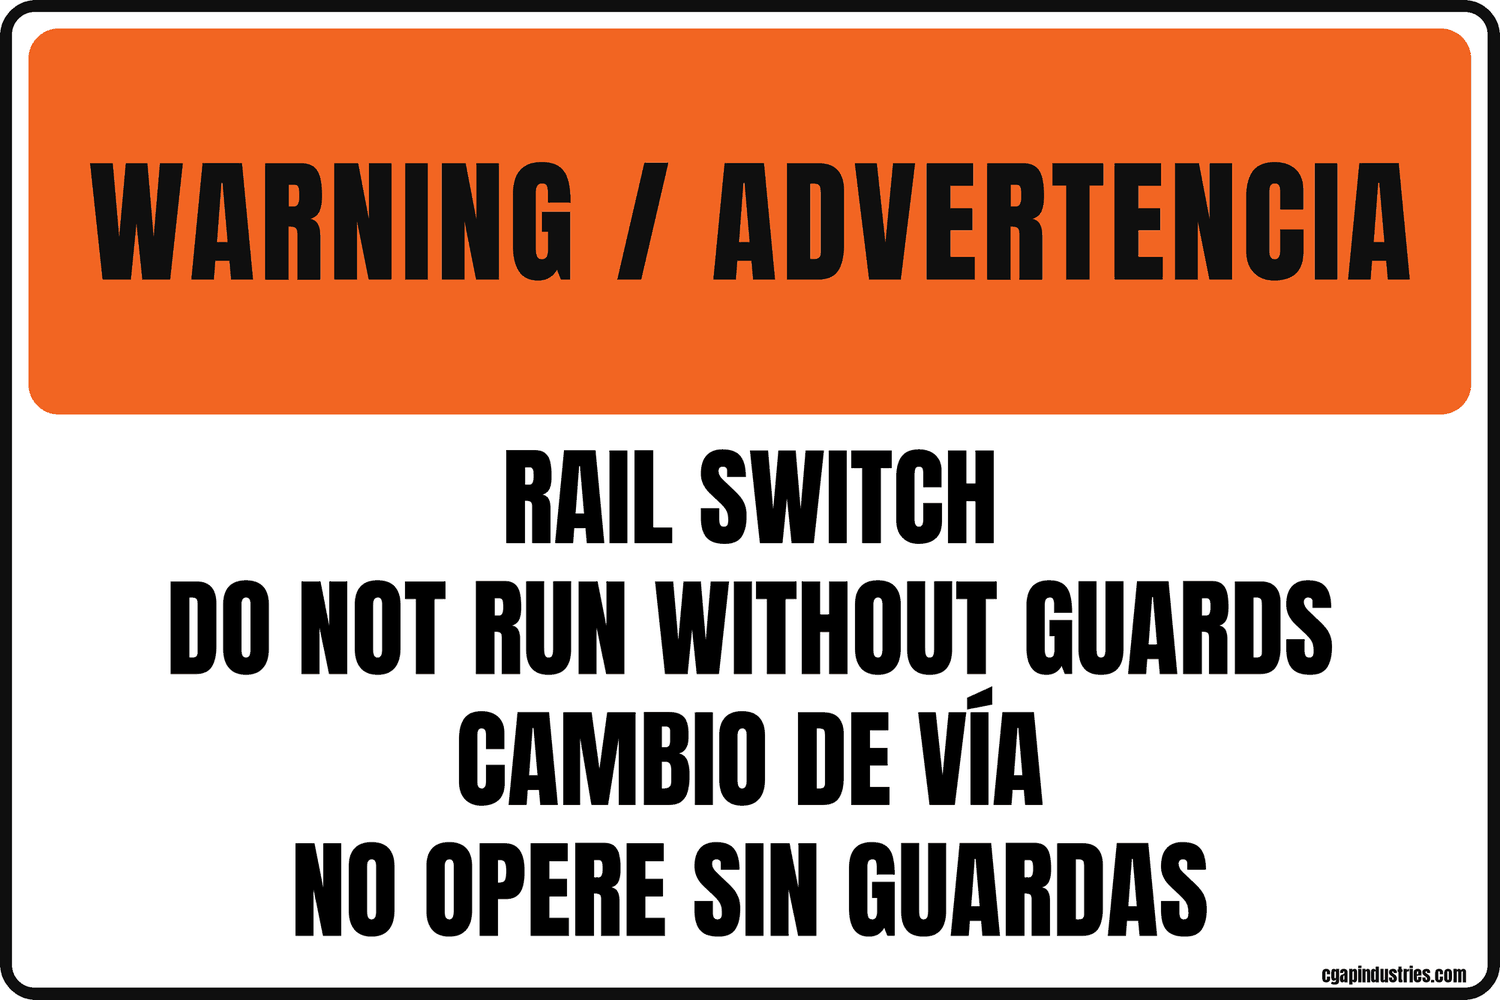 WARNING / ADVERTENCIA
RAIL SWITCH
DO NOT RUN WITHOUT GUARDS
CAMBIO DE VÍA
NO OPERE SIN GUARDAS
cgapindustries.com